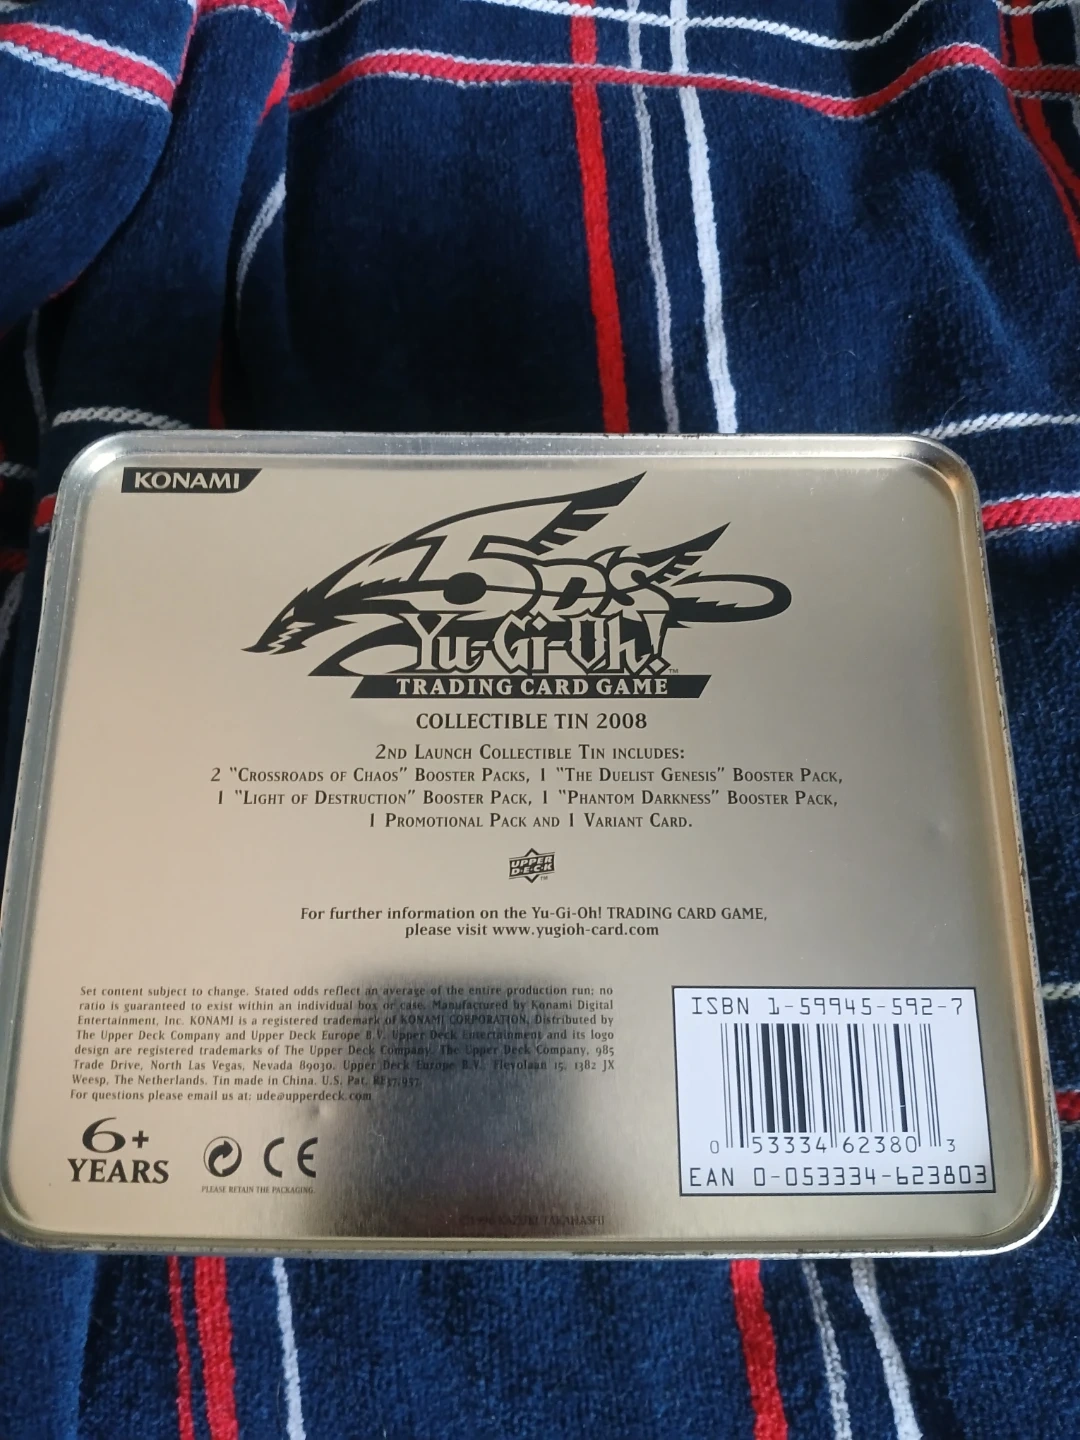 KONAMI
5D's
Yu-Gi-Oh!™
TRADING CARD GAME
COLLECTIBLE TIN 2008
2ND LAUNCH COLLECTIBLE TIN INCLUDES:
2 "CROSSROADS OF CHAOS" BOOSTER PACKS, 1 "THE DUELIST GENESIS" BOOSTER PACK,
1 "LIGHT OF DESTRUCTION" BOOSTER PACK, 1 "PHANTOM DARKNESS" BOOSTER PACK,
1 PROMOTIONAL PACK AND 1 VARIANT CARD.
UPPER
DECK™
For further information on the Yu-Gi-Oh! TRADING CARD GAME,
please visit www.yugioh-card.com
Set content subject to change. Stated odds reflect an average of the entire production run; no
ratio is guaranteed to exist within an individual box or case. Manufactured by Konami Digital
Entertainment, Inc. KONAMI is a registered trademark of KONAMI CORPORATION. Distributed by
The Upper Deck Company and Upper Deck Europe B.V. Upper Deck Entertainment and its logo
design are registered trademarks of The Upper Deck Company. The Upper Deck Company, 985
Trade Drive, North Las Vegas, Nevada 89030. Upper Deck Europe B.V., Flevolaan 15, 1382 JX
Weesp, The Netherlands. Tin made in China. U.S. Pat. RE37,957.
For questions please email us at: ude@upperdeck.com
6+
YEARS
CE
PLEASE RETAIN THE PACKAGING
©1996 KAZUKI TAKAHASHI
ISBN 1-59945-592-7
0 53334 62380 3
EAN 0-053334-623803